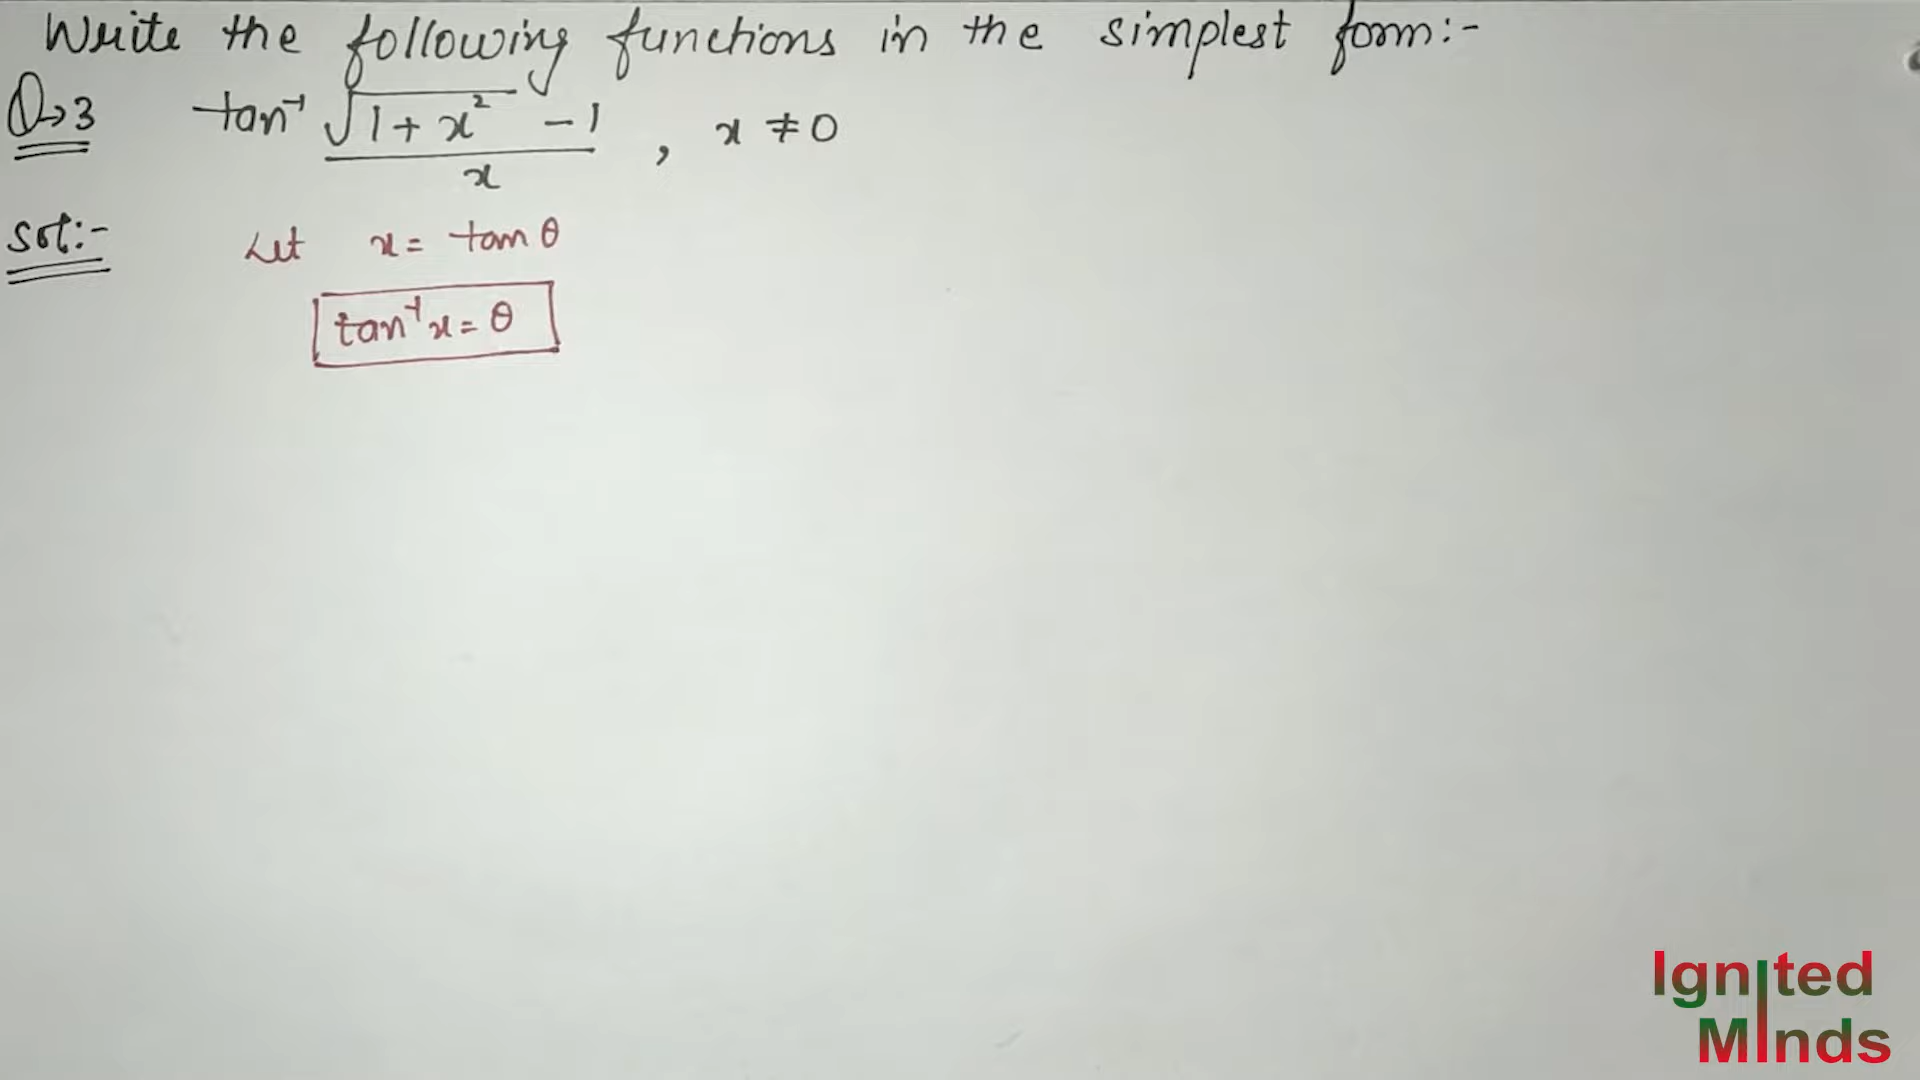 Write the following functions in the simplest form:-
Q→3 tan⁻¹ √(1+x²) -1 / x , x ≠ 0
Sol:- Let x = tan θ
tan⁻¹x = θ
Ignited
Minds